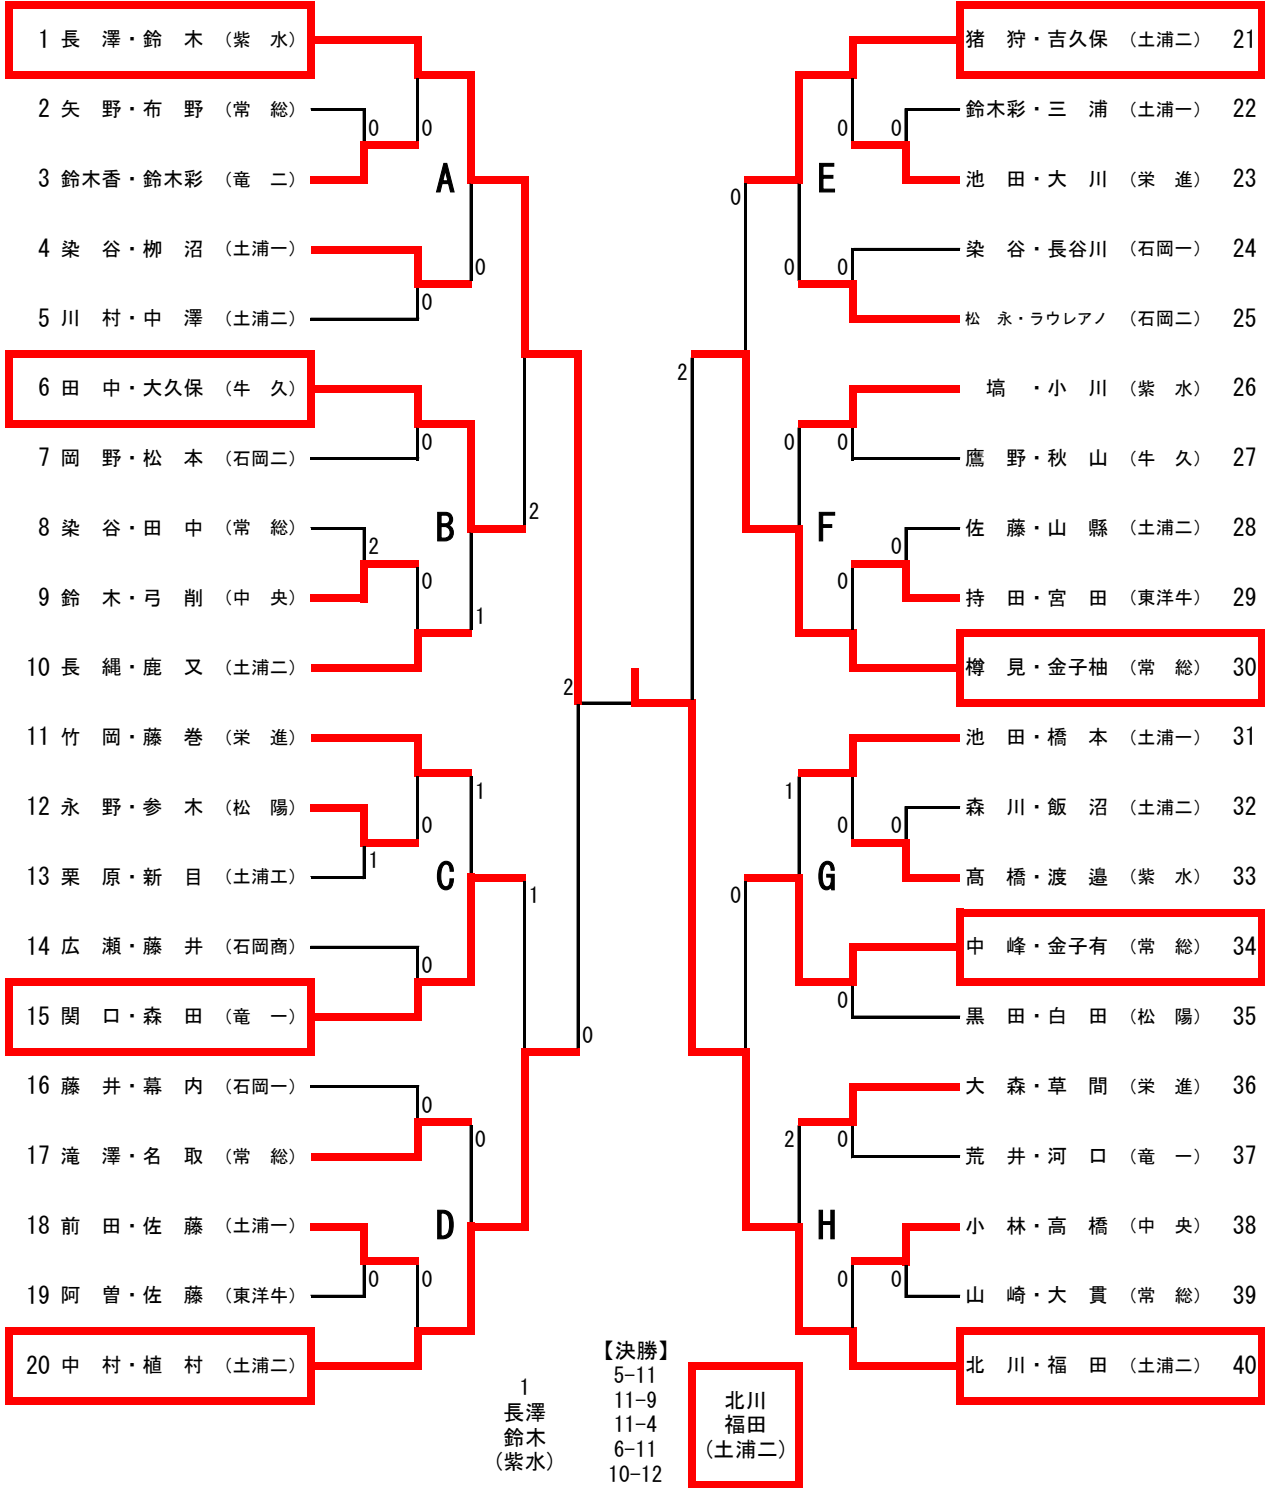 1 長　澤・鈴　木 （紫　水）
2 矢　野・布　野 （常　総）
3 鈴木香・鈴木彩 （竜　二）
4 染　谷・栁　沼 （土浦一）
5 川　村・中　澤 （土浦二）
6 田　中・大久保 （牛　久）
7 岡　野・松　本 （石岡二）
8 染　谷・田　中 （常　総）
9 鈴　木・弓　削 （中　央）
10 長　縄・鹿　又 （土浦二）
11 竹　岡・藤　巻 （栄　進）
12 永　野・参　木 （松　陽）
13 栗　原・新　目 （土浦工）
14 広　瀬・藤　井 （石岡商）
15 関　口・森　田 （竜　一）
16 藤　井・幕　内 （石岡一）
17 滝　澤・名　取 （常　総）
18 前　田・佐　藤 （土浦一）
19 阿　曽・佐　藤 （東洋牛）
20 中　村・植　村 （土浦二）
0 0
A
0
0
0
B
2
2
0
1
2
1
0
1
C
1
0
0
0
0
D
0 0
猪　狩・吉久保 （土浦二） 21
鈴木彩・三　浦 （土浦一） 22
池　田・大　川 （栄　進） 23
染　谷・長谷川 （石岡一） 24
松　永・ラウレアノ （石岡二） 25
塙　・小　川 （紫　水） 26
鷹　野・秋　山 （牛　久） 27
佐　藤・山　縣 （土浦二） 28
持　田・宮　田 （東洋牛） 29
樽　見・金子柚 （常　総） 30
池　田・橋　本 （土浦一） 31
森　川・飯　沼 （土浦二） 32
髙　橋・渡　邉 （紫　水） 33
中　峰・金子有 （常　総） 34
黒　田・白　田 （松　陽） 35
大　森・草　間 （栄　進） 36
荒　井・河　口 （竜　一） 37
小　林・高　橋 （中　央） 38
山　崎・大　貫 （常　総） 39
北　川・福　田 （土浦二） 40
0 0
E
0
0 0
2
0 0
F
0
0
1
0 0
G
0
0
2 0
H
0 0
1
長澤
鈴木
（紫水）
【決勝】
5-11
11-9
11-4
6-11
10-12
北川
福田
（土浦二）